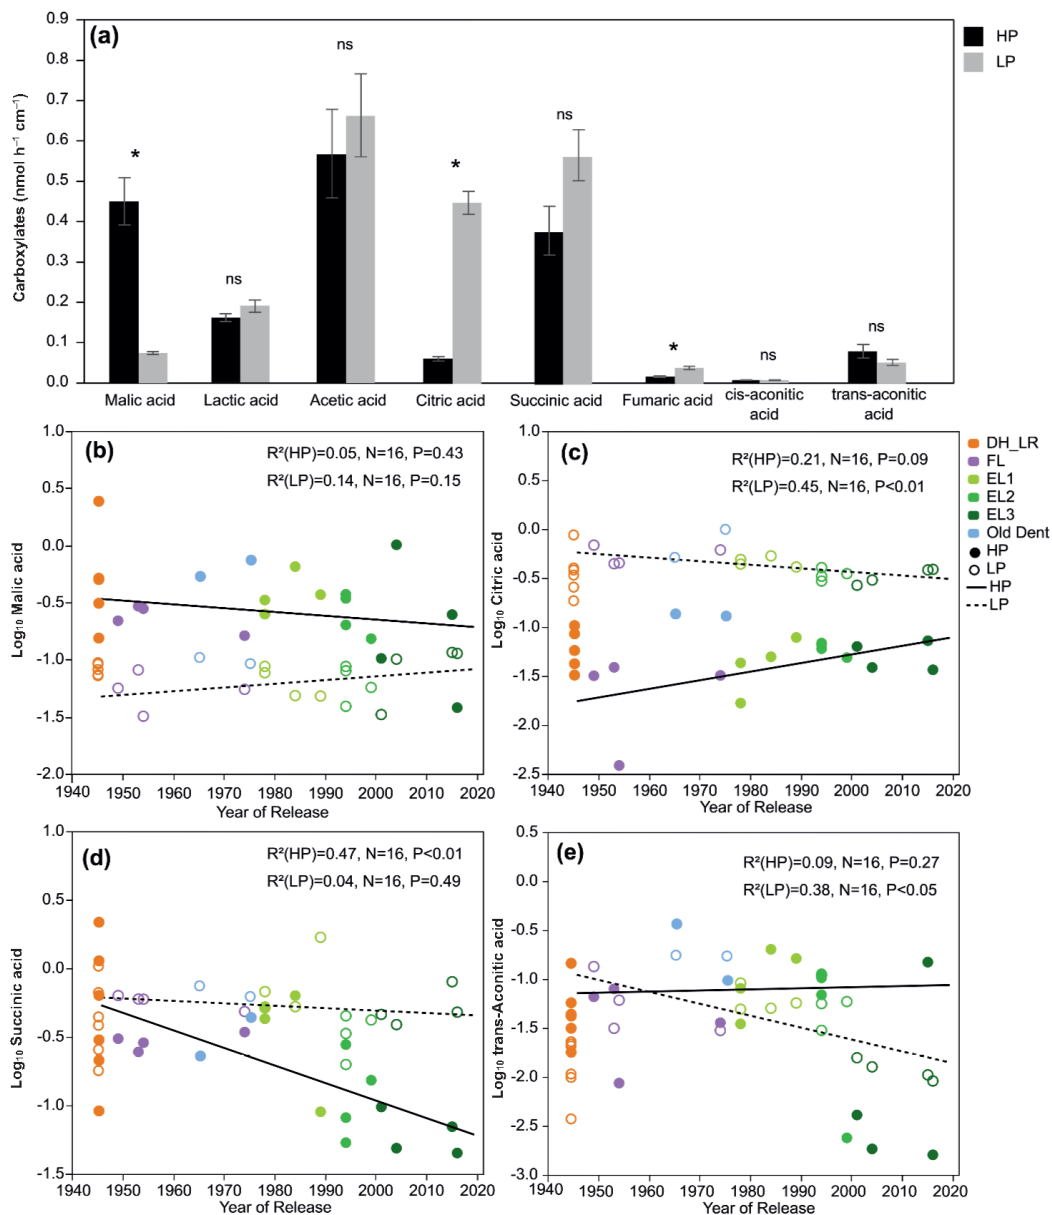 (a)
0.9
0.8
0.7
0.6
0.5
0.4
0.3
0.2
0.1
0.0
Carboxylates (nmol h⁻¹ cm⁻¹)
* ns ns * ns * ns ns
Malic acid Lactic acid Acetic acid Citric acid Succinic acid Fumaric acid cis-aconitic acid trans-aconitic acid
HP
LP
(b)
R²(HP)=0.05, N=16, P=0.43
R²(LP)=0.14, N=16, P=0.15
1.0
0.5
0.0
-0.5
-1.0
-1.5
-2.0
Log₁₀ Malic acid
1940 1950 1960 1970 1980 1990 2000 2010 2020
Year of Release
(c)
R²(HP)=0.21, N=16, P=0.09
R²(LP)=0.45, N=16, P<0.01
1.0
0.5
0.0
-0.5
-1.0
-1.5
-2.0
-2.5
Log₁₀ Citric acid
1940 1950 1960 1970 1980 1990 2000 2010 2020
Year of Release
DH_LR
FL
EL1
EL2
EL3
Old Dent
HP
LP
HP
LP
(d)
R²(HP)=0.47, N=16, P<0.01
R²(LP)=0.04, N=16, P=0.49
1.0
0.5
0.0
-0.5
-1.0
-1.5
Log₁₀ Succinic acid
1940 1950 1960 1970 1980 1990 2000 2010 2020
Year of Release
(e)
R²(HP)=0.09, N=16, P=0.27
R²(LP)=0.38, N=16, P<0.05
0.5
0.0
-0.5
-1.0
-1.5
-2.0
-2.5
-3.0
Log₁₀ trans-Aconitic acid
1940 1950 1960 1970 1980 1990 2000 2010 2020
Year of Release